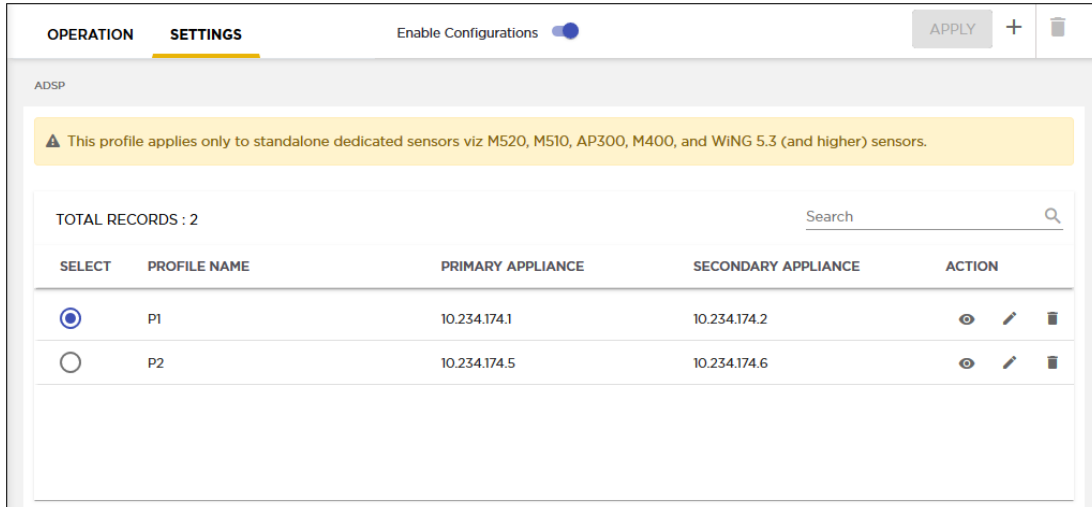 OPERATION SETTINGS Enable Configurations APPLY
ADSP
This profile applies only to standalone dedicated sensors viz M520, M510, AP300, M400, and WiNG 5.3 (and higher) sensors.
TOTAL RECORDS : 2 Search
SELECT PROFILE NAME PRIMARY APPLIANCE SECONDARY APPLIANCE ACTION
P1 10.234.174.1 10.234.174.2
P2 10.234.174.5 10.234.174.6